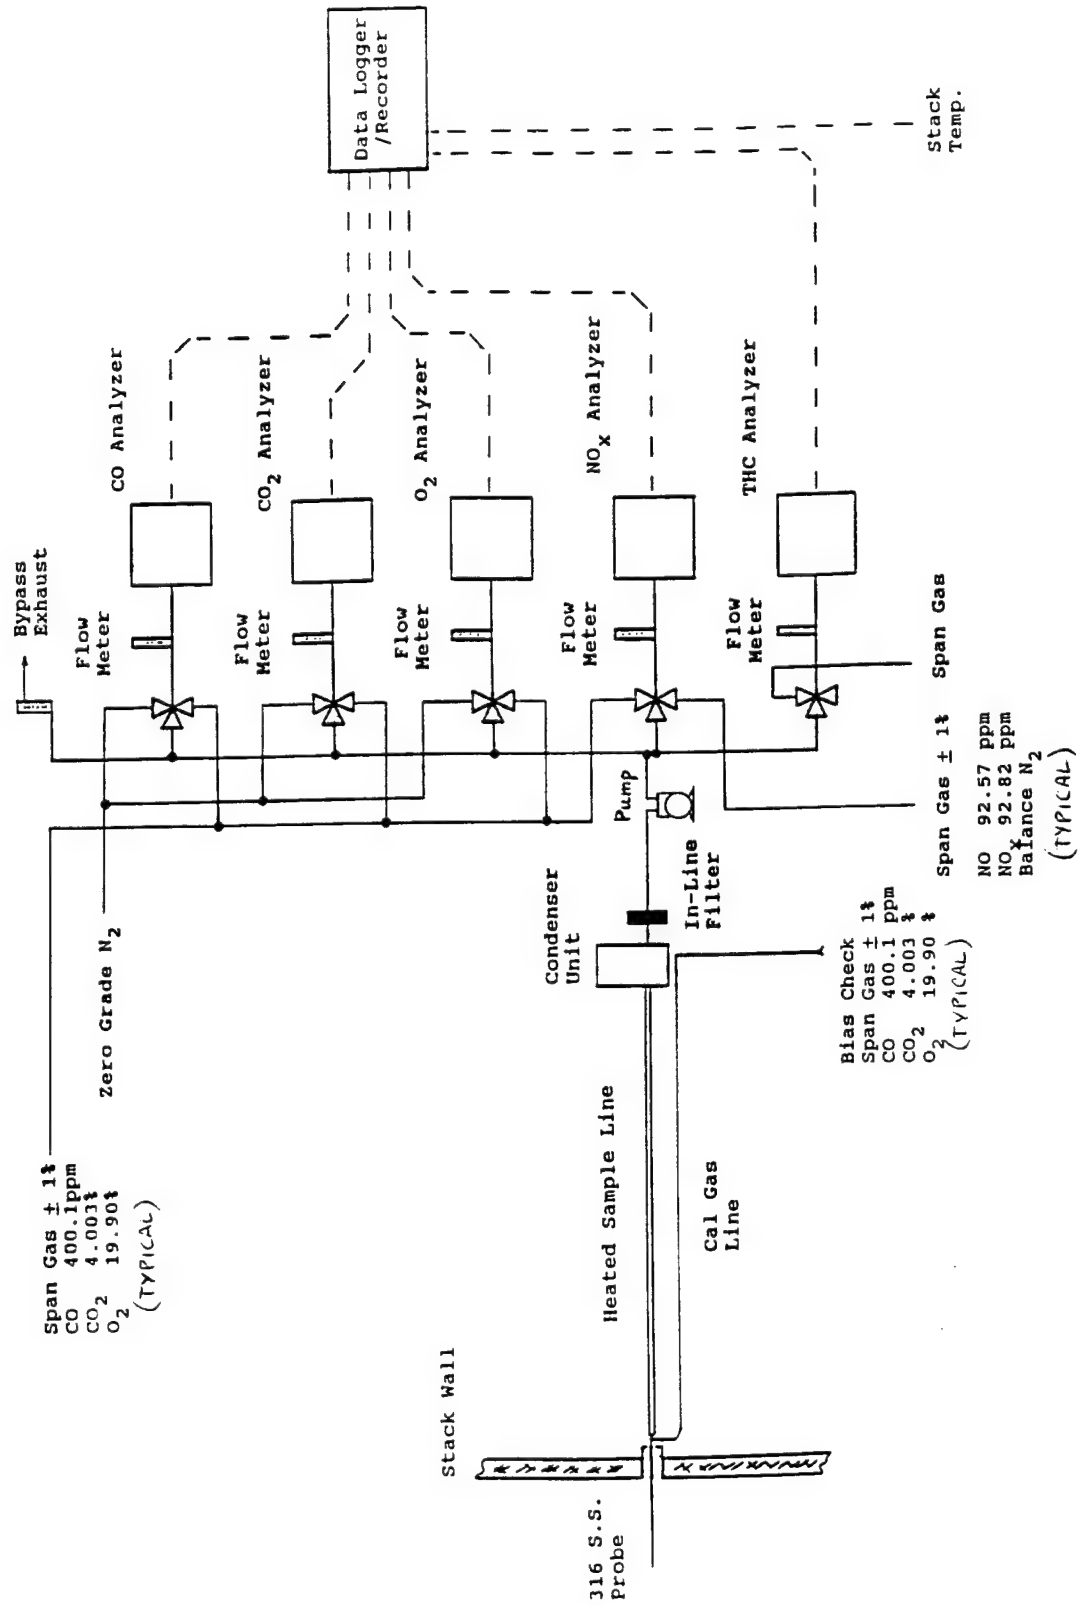 316 S.S.
Probe
Stack Wall
Heated Sample Line
Cal Gas
Line
Span Gas ± 1%
CO 400.1ppm
CO2 4.003%
O2 19.90%
(TYPICAL)
Zero Grade N2
Condenser
Unit
In-Line
Filter
Pump
Bias Check
Span Gas ± 1%
CO 400.1 ppm
CO2 4.003 %
O2 19.90 %
(TYPICAL)
Bypass
Exhaust
Flow
Meter
Flow
Meter
Flow
Meter
Flow
Meter
Flow
Meter
Span Gas ± 1%
NO 92.57 ppm
NOX 92.82 ppm
Balance N2
(TYPICAL)
Span Gas
CO Analyzer
CO2 Analyzer
O2 Analyzer
NOX Analyzer
THC Analyzer
Data Logger
/Recorder
Stack
Temp.